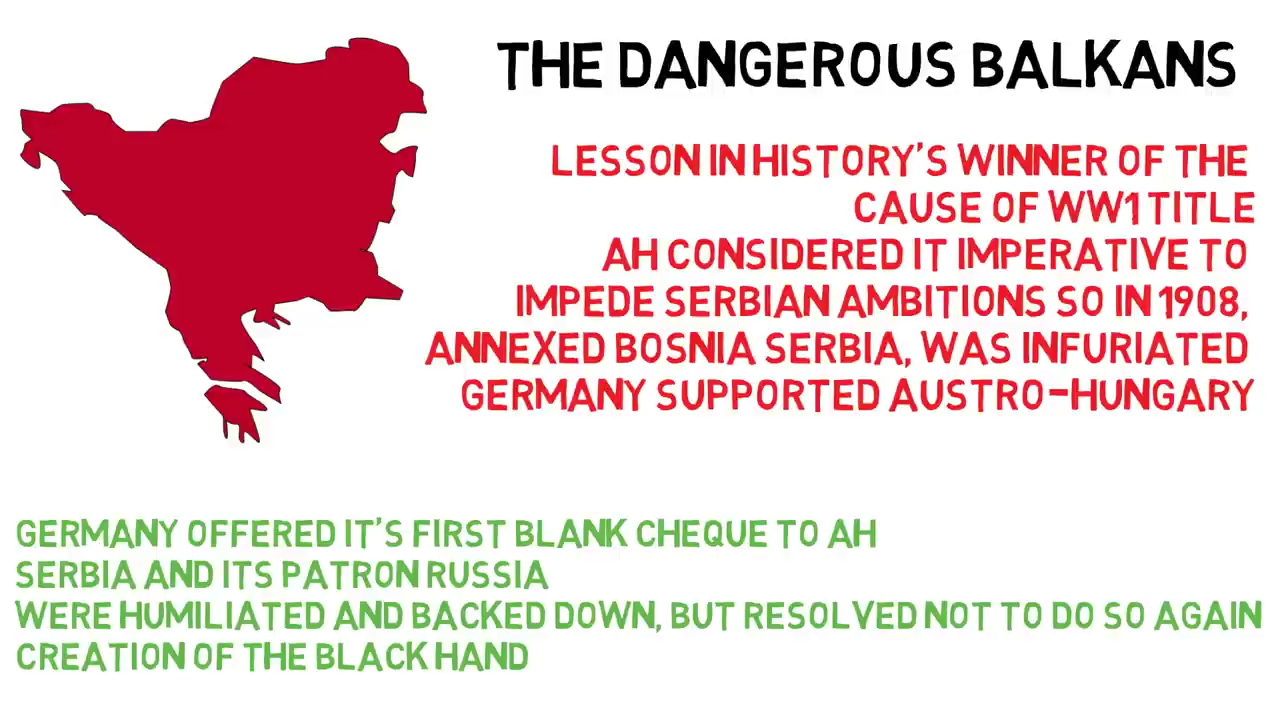 THE DANGEROUS BALKANS
LESSON IN HISTORY'S WINNER OF THE
CAUSE OF WW1 TITLE
AH CONSIDERED IT IMPERATIVE TO
IMPEDE SERBIAN AMBITIONS SO IN 1908,
ANNEXED BOSNIA SERBIA, WAS INFURIATED
GERMANY SUPPORTED AUSTRO-HUNGARY
GERMANY OFFERED IT'S FIRST BLANK CHEQUE TO AH
SERBIA AND ITS PATRON RUSSIA
WERE HUMILIATED AND BACKED DOWN, BUT RESOLVED NOT TO DO SO AGAIN
CREATION OF THE BLACK HAND